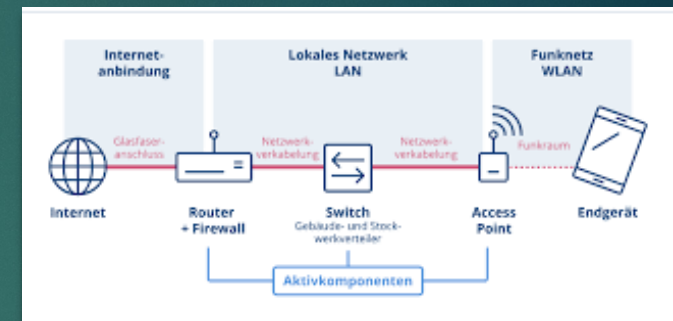 Internet-
anbindung
Lokales Netzwerk
LAN
Funknetz
WLAN
Glasfaser-
anschluss
Netzwerk-
verkabelung
Netzwerk-
verkabelung
Funkraum
Internet
Router
+ Firewall
Switch
Gebäude- und Stock-
werkverteiler
Access
Point
Endgerät
Aktivkomponenten